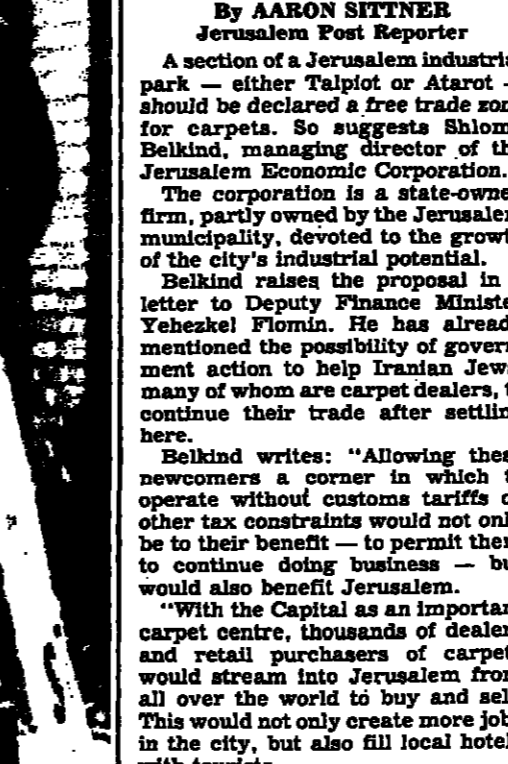 By AARON SITTNER
Jerusalem Post Reporter
A section of a Jerusalem industria
park — either Talpiot or Atarot -
should be declared a free trade zon
for carpets. So suggests Shlom
Belkind, managing director of th
Jerusalem Economic Corporation.
The corporation is a state-owne
firm, partly owned by the Jerusaler
municipality, devoted to the growt
of the city's industrial potential.
Belkind raises the proposal in
letter to Deputy Finance Ministe
Yehezkel Flomin. He has alread
mentioned the possibility of govern
ment action to help Iranian Jews
many of whom are carpet dealers, t
continue their trade after settlin
here.
Belkind writes: "Allowing thes
newcomers a corner in which t
operate without customs tariffs o
other tax constraints would not onl
be to their benefit — to permit ther
to continue doing business — bu
would also benefit Jerusalem.
"With the Capital as an importan
carpet centre, thousands of dealer
and retail purchasers of carpet
would stream into Jerusalem fron
all over the world to buy and sel
This would not only create more job
in the city, but also fill local hotel
with tourists